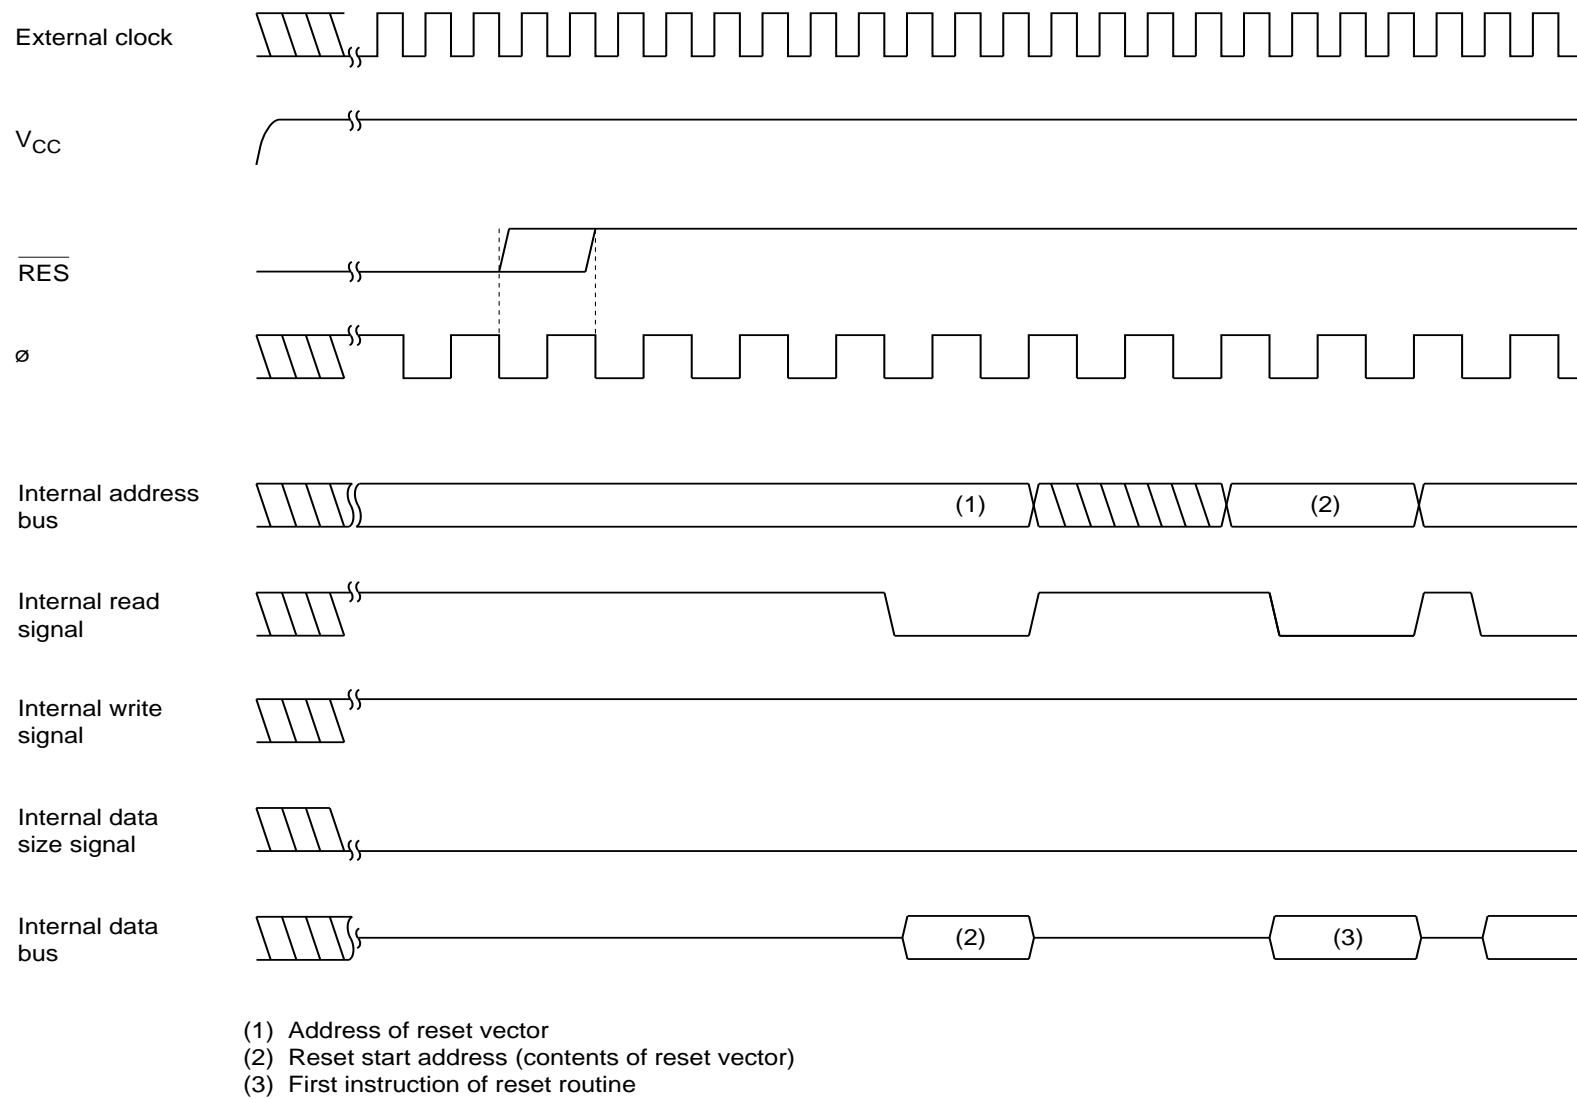 External clock
VCC
RES
ø
Internal address
bus
(1)
(2)
Internal read
signal
Internal write
signal
Internal data
size signal
Internal data
bus
(2)
(3)
(1) Address of reset vector
(2) Reset start address (contents of reset vector)
(3) First instruction of reset routine